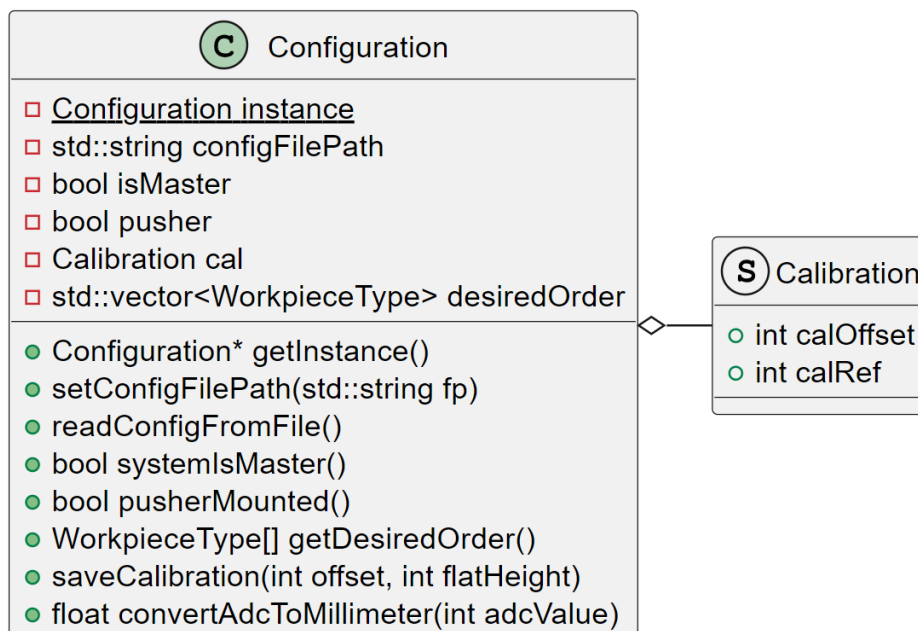 C Configuration
Configuration instance
std::string configFilePath
bool isMaster
bool pusher
Calibration cal
std::vector<WorkpieceType> desiredOrder
Configuration* getInstance()
setConfigFilePath(std::string fp)
readConfigFromFile()
bool systemIsMaster()
bool pusherMounted()
WorkpieceType[] getDesiredOrder()
saveCalibration(int offset, int flatHeight)
float convertAdcToMillimeter(int adcValue)
S Calibration
int calOffset
int calRef